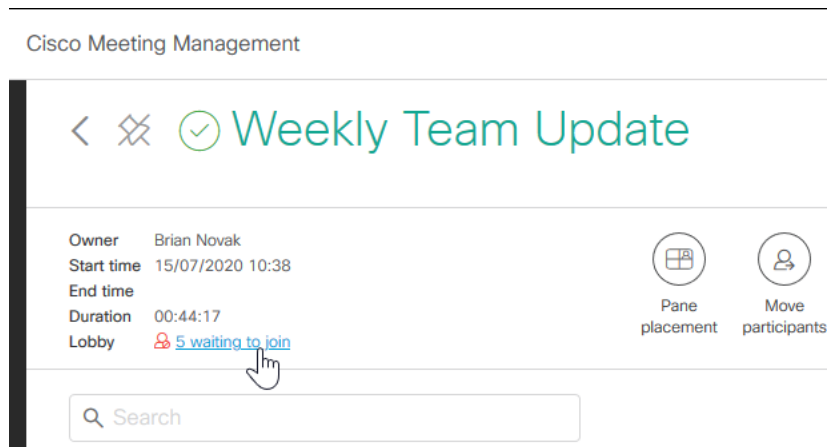 Cisco Meeting Management
Weekly Team Update
Owner Brian Novak
Start time 15/07/2020 10:38
End time
Duration 00:44:17
Lobby 5 waiting to join
Pane placement
Move participants
Search